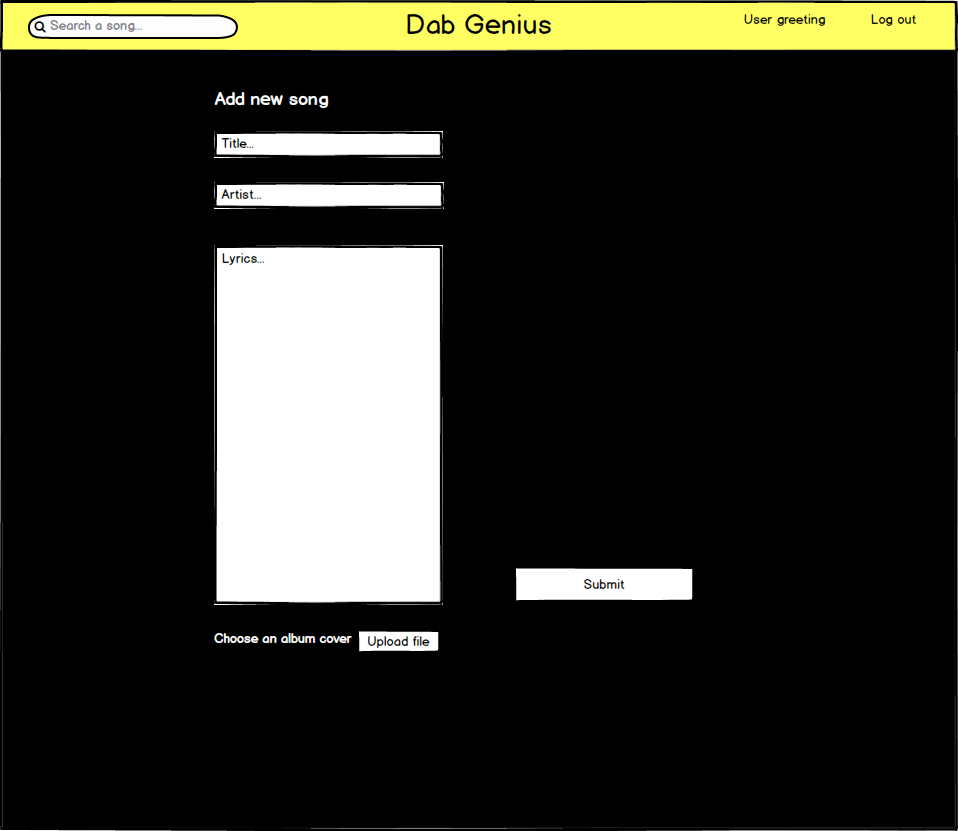 Search a song...
Dab Genius
User greeting
Log out
Add new song
Title...
Artist...
Lyrics...
Submit
Choose an album cover
Upload file